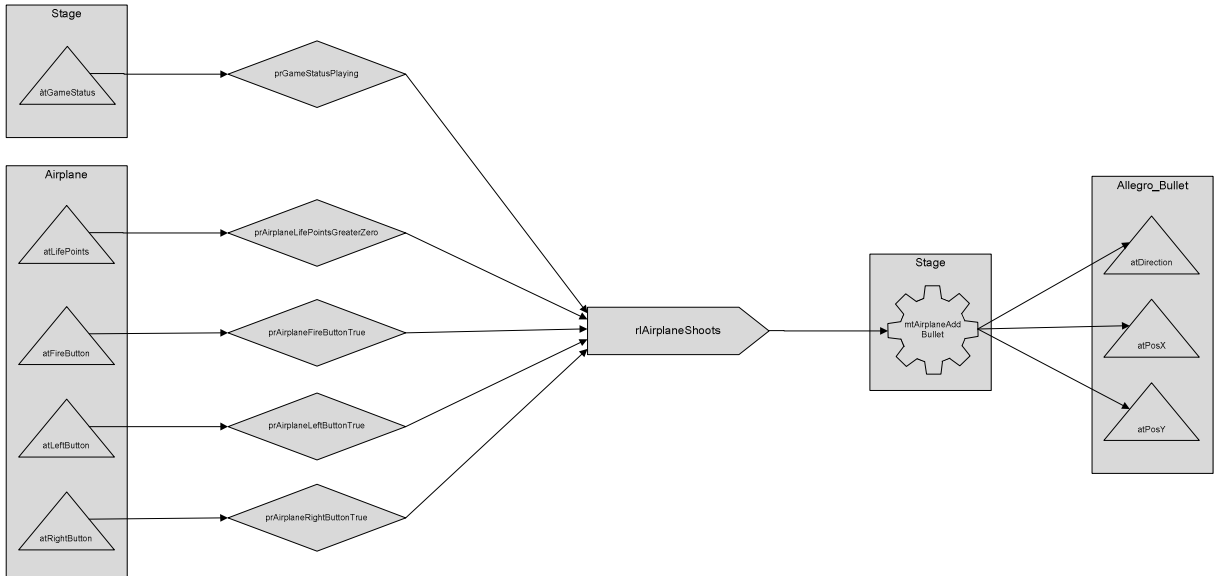 Stage
àtGameStatus
prGameStatusPlaying
Airplane
atLifePoints
prAirplaneLifePointsGreaterZero
atFireButton
prAirplaneFireButtonTrue
atLeftButton
prAirplaneLeftButtonTrue
atRightButton
prAirplaneRightButtonTrue
rlAirplaneShoots
Stage
mtAirplaneAdd
Bullet
Allegro_Bullet
atDirection
atPosX
atPosY